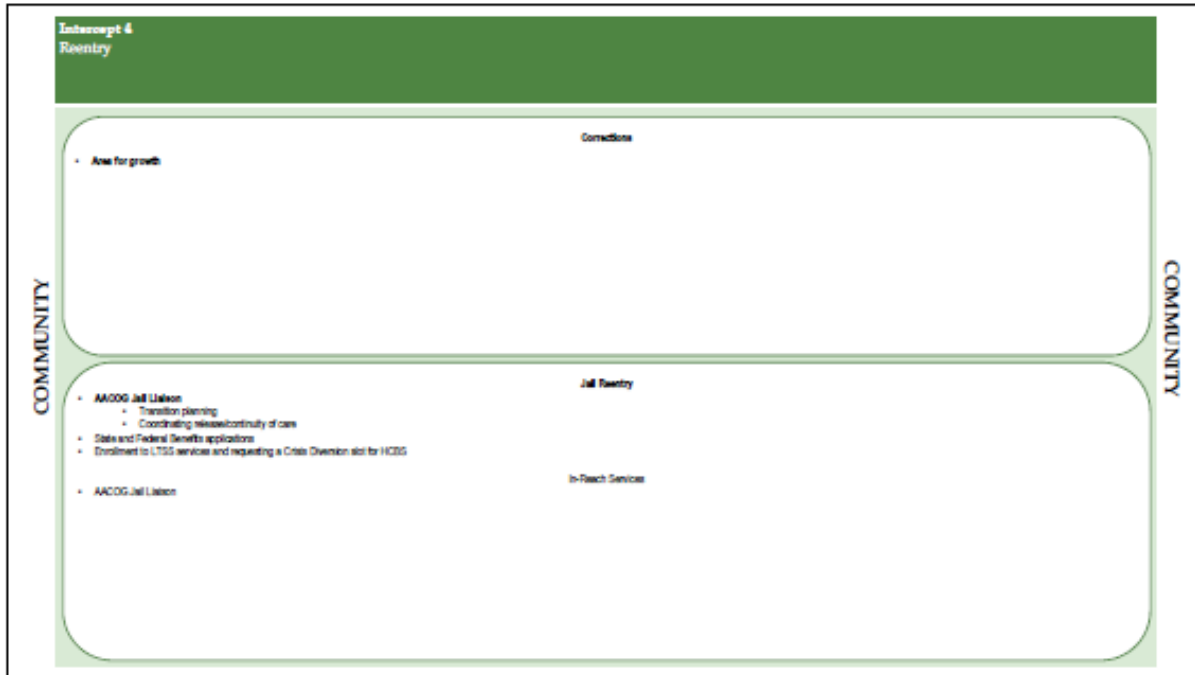 Intercept 4
Reentry
Corrections
• Area for growth
COMMUNITY
COMMUNITY
Jail Reentry
• AACOG Jail Liaison
• Transition planning
• Coordinating release/continuity of care
• State and Federal Benefits applications
• Enrollment to LTSS services and requesting a Crisis Diversion slot for HCBS
In-Reach Services
• AACOG Jail Liaison